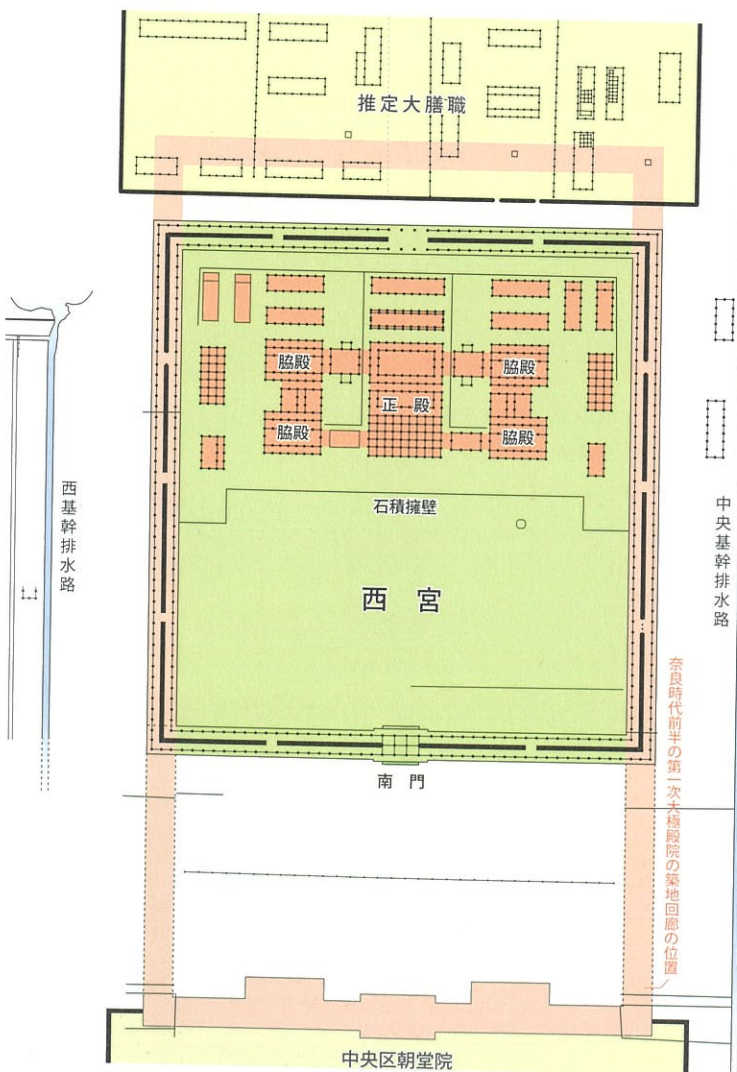 推定大膳職
脇殿
脇殿
正殿
脇殿
脇殿
石積擁壁
西宮
西基幹排水路
中央基幹排水路
奈良時代前半の第一次大極殿院の築地回廊の位置
南門
中央区朝堂院